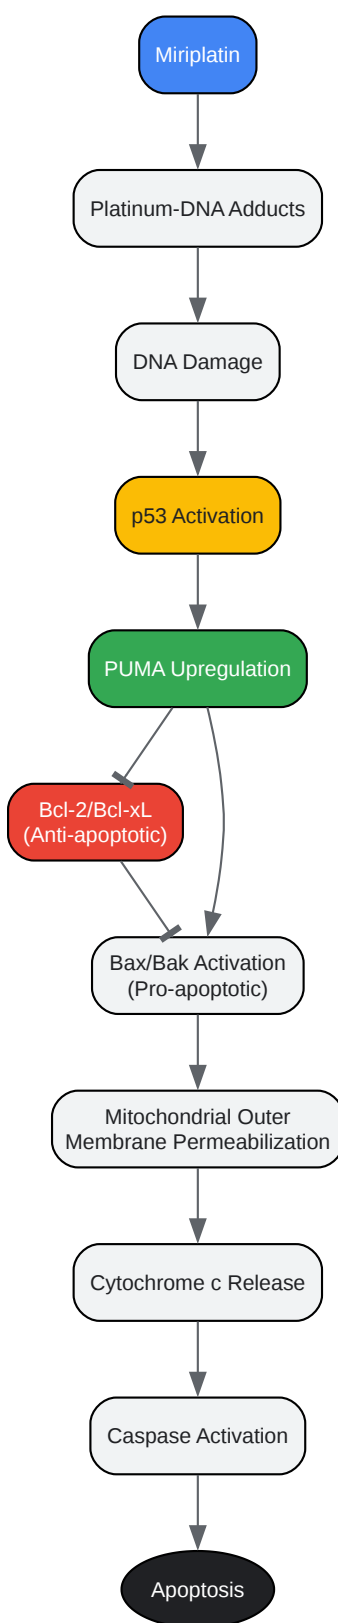 Miriplatin
Platinum-DNA Adducts
DNA Damage
p53 Activation
PUMA Upregulation
Bcl-2/Bcl-xL
(Anti-apoptotic)
Bax/Bak Activation
(Pro-apoptotic)
Mitochondrial Outer
Membrane Permeabilization
Cytochrome c Release
Caspase Activation
Apoptosis